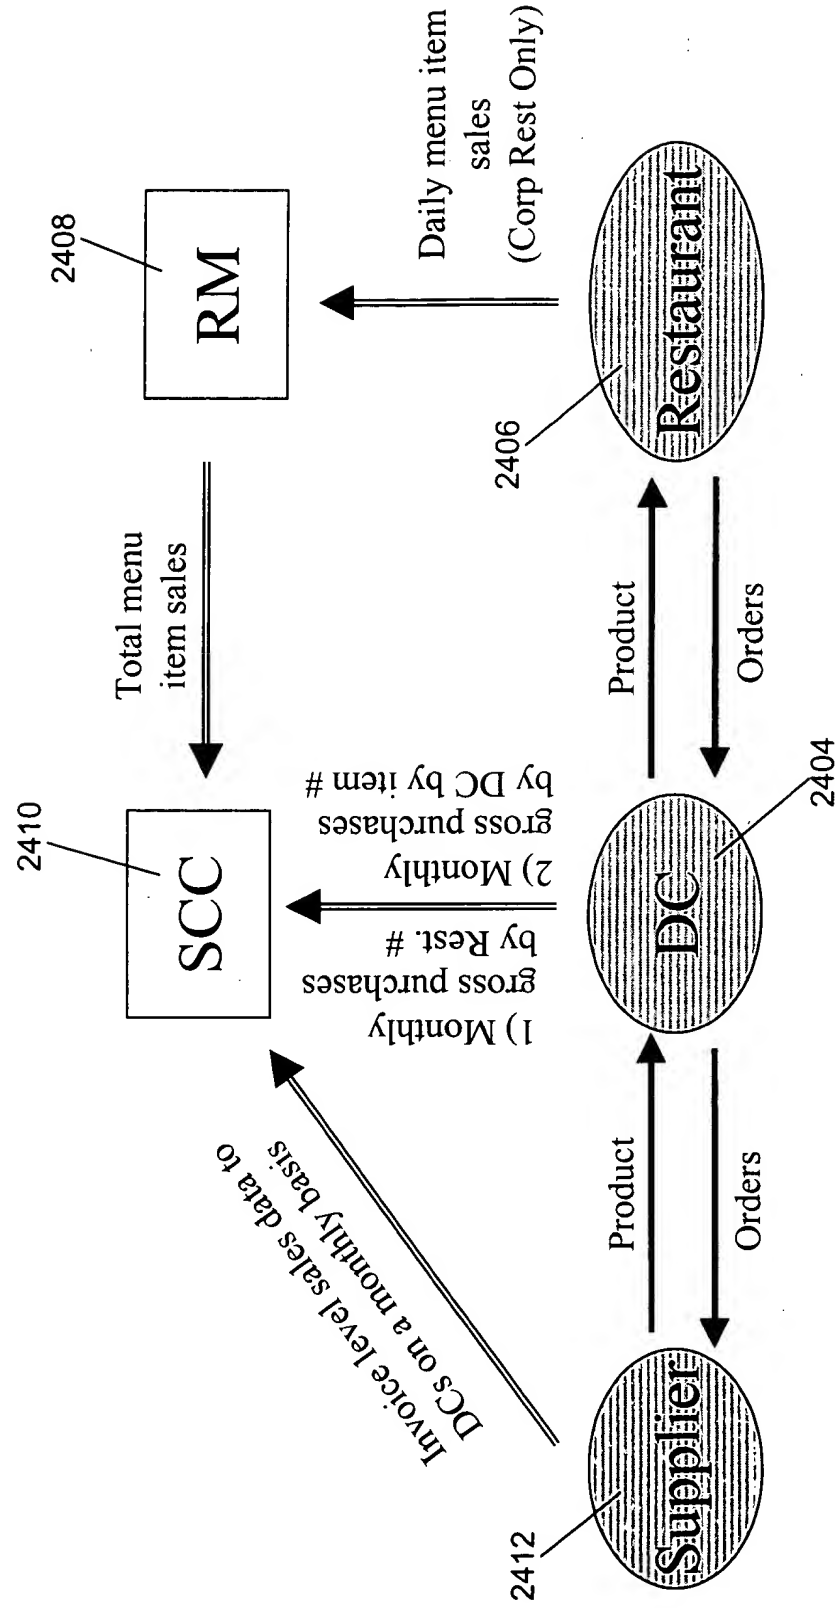 2410
SCC
2408
RM
Total menu
item sales
Invoice level sales data to
DCs on a monthly basis
1) Monthly
gross purchases
by Rest. #
2) Monthly
gross purchases
by DC by item #
Daily menu item
sales
(Corp Rest Only)
2412
Supplier
Product
Orders
DC
2404
Product
Orders
2406
Restaurant